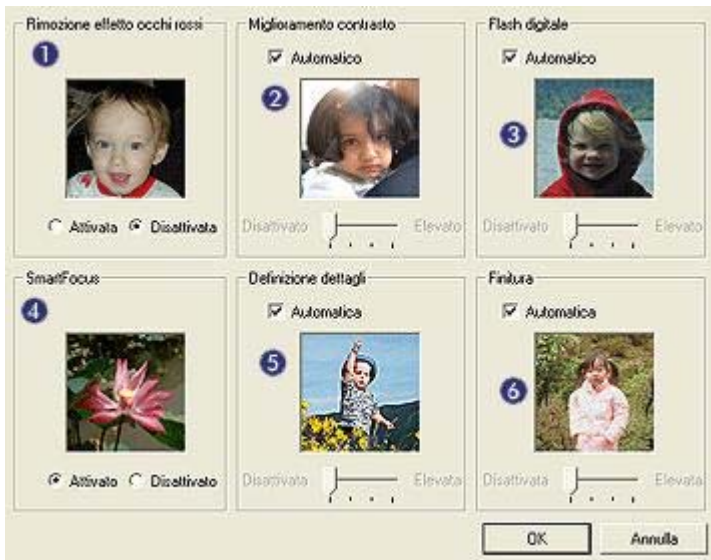 Rimozione effetto occhi rossi
1
Attivata Disattivata
Miglioramento contrasto
Automatico
2
Disattivato Elevato
Flash digitale
Automatico
3
Disattivato Elevato
SmartFocus
4
Attivato Disattivato
Definizione dettagli
Automatica
5
Disattivata Elevata
Finitura
Automatica
6
Disattivata Elevata
OK Annulla